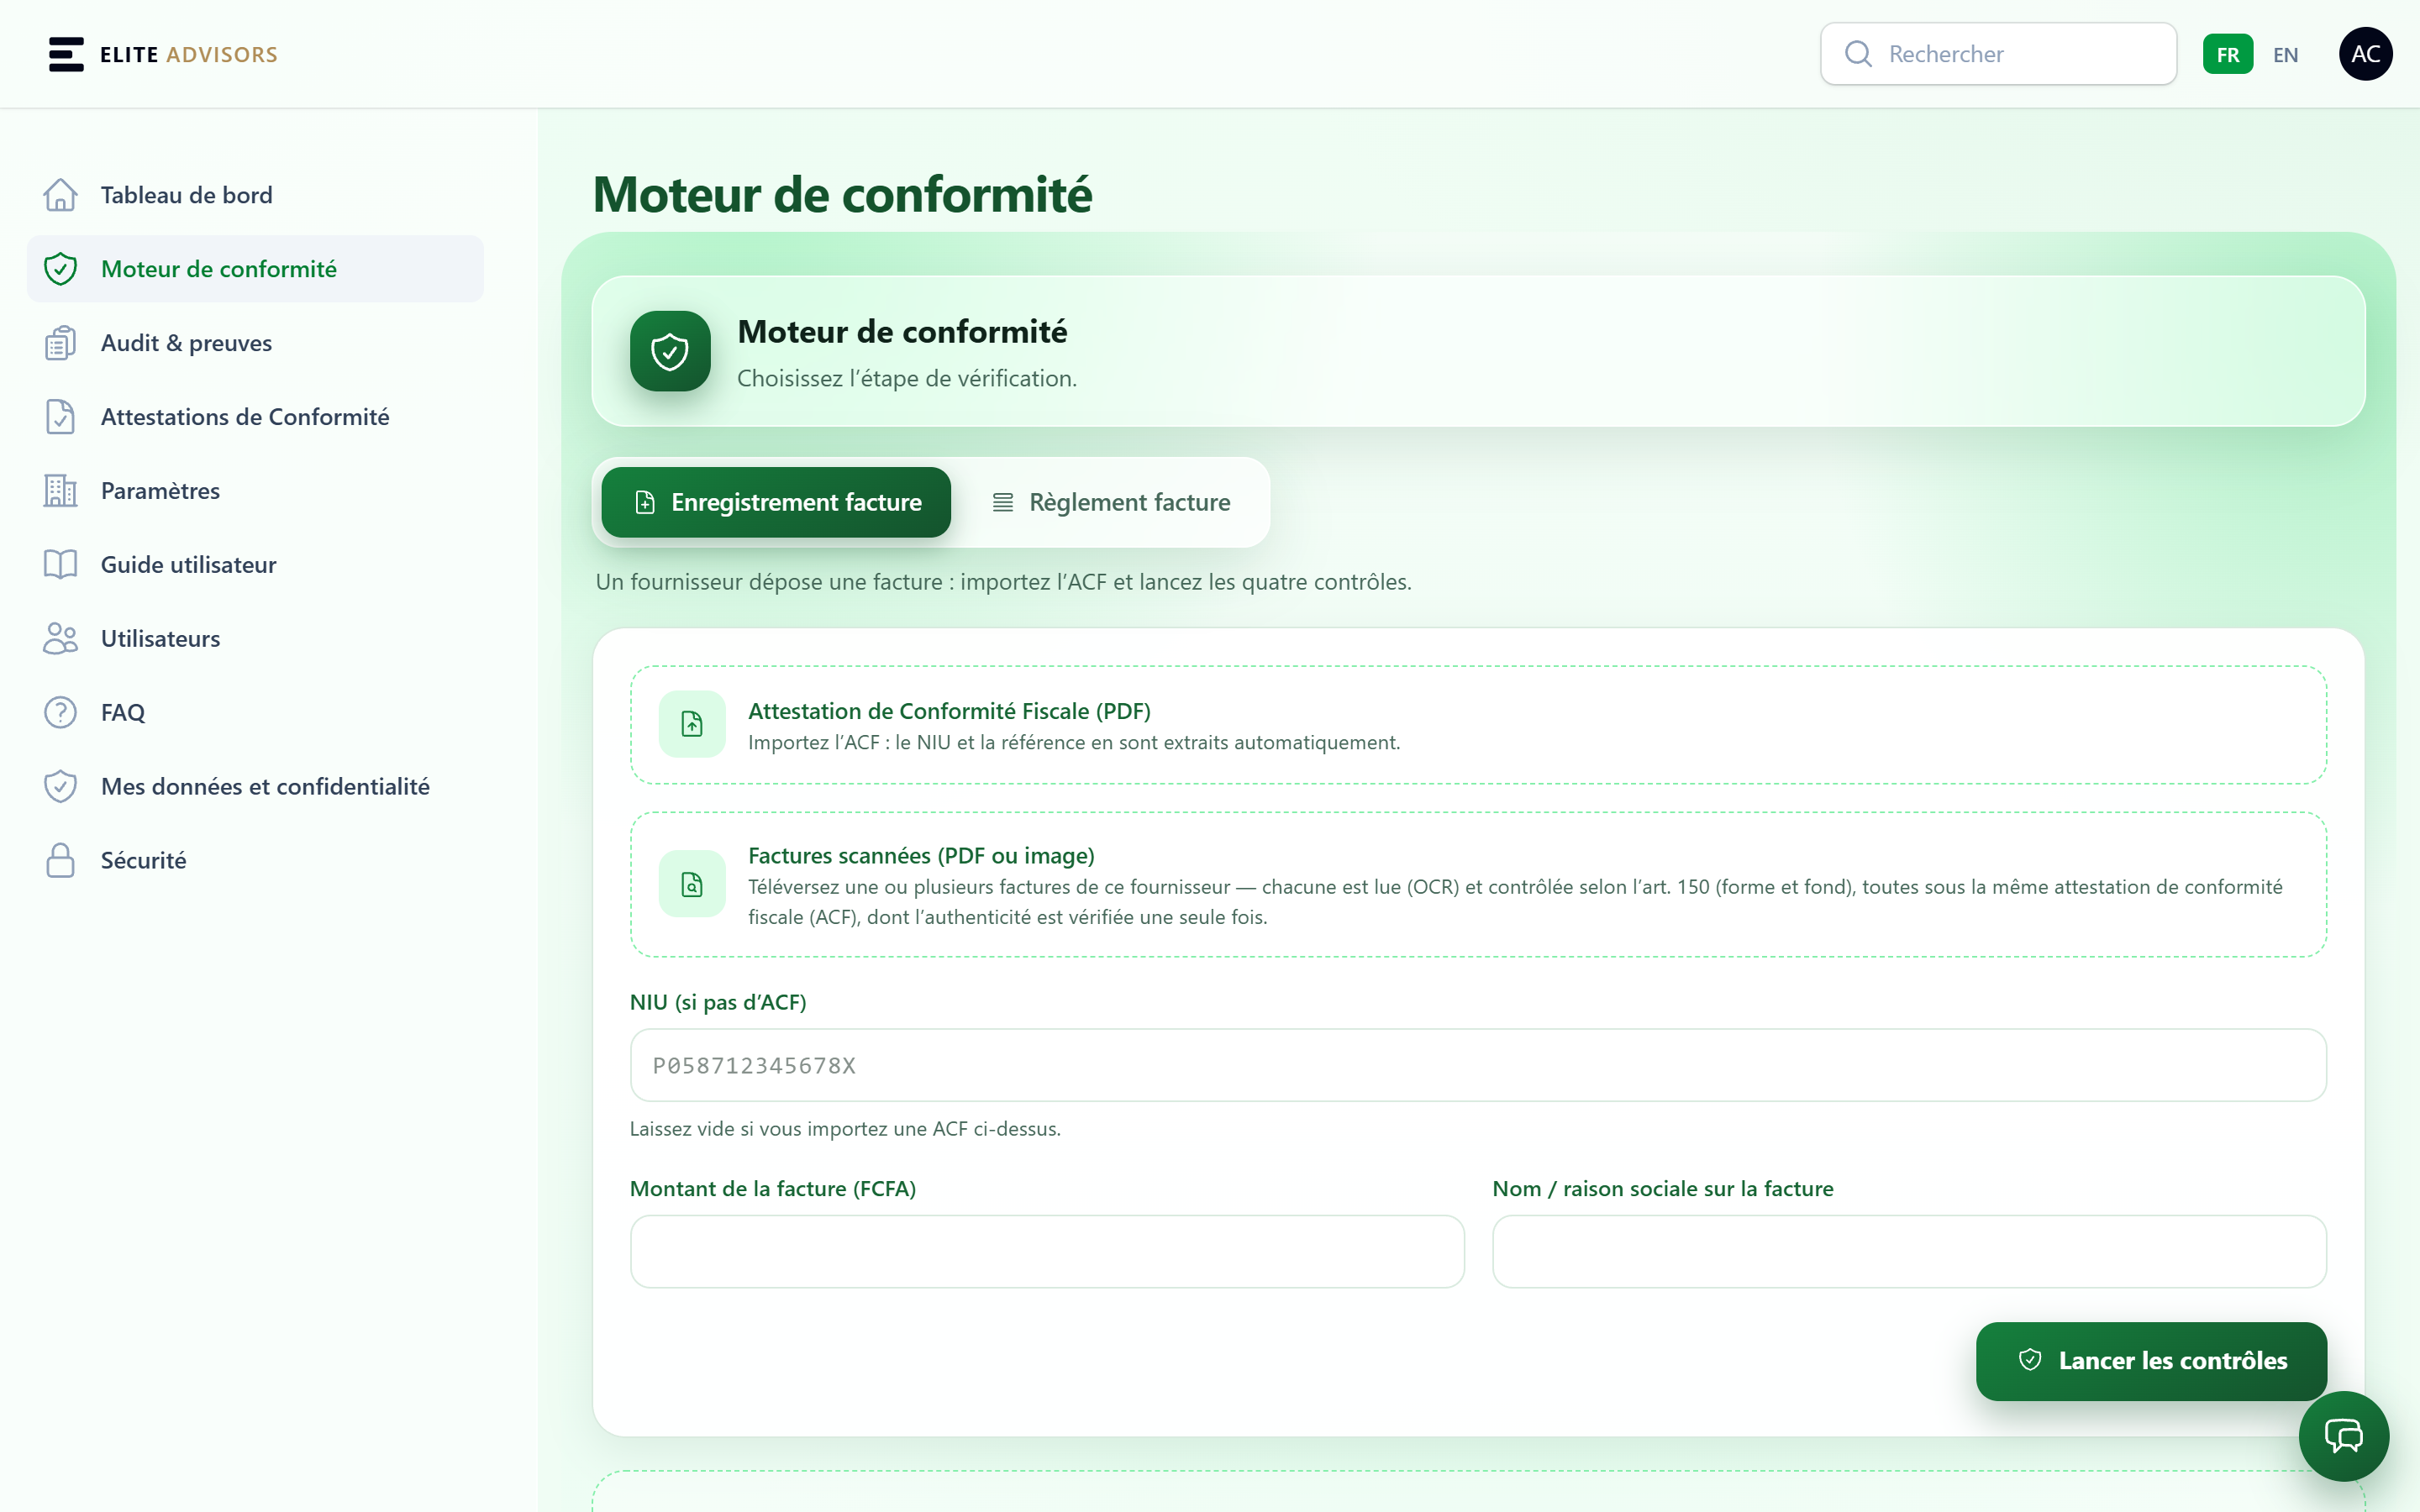 ELITE ADVISORS
Rechercher
FR
EN
AC
Tableau de bord
Moteur de conformité
Audit & preuves
Attestations de Conformité
Paramètres
Guide utilisateur
Utilisateurs
FAQ
Mes données et confidentialité
Sécurité
Moteur de conformité
Moteur de conformité
Choisissez l’étape de vérification.
Enregistrement facture
Règlement facture
Un fournisseur dépose une facture : importez l’ACF et lancez les quatre contrôles.
Attestation de Conformité Fiscale (PDF)
Importez l’ACF : le NIU et la référence en sont extraits automatiquement.
Factures scannées (PDF ou image)
Téléversez une ou plusieurs factures de ce fournisseur — chacune est lue (OCR) et contrôlée selon l’art. 150 (forme et fond), toutes sous la même attestation de conformité
fiscale (ACF), dont l’authenticité est vérifiée une seule fois.
NIU (si pas d’ACF)
P058712345678X
Laissez vide si vous importez une ACF ci-dessus.
Montant de la facture (FCFA)
Nom / raison sociale sur la facture
Lancer les contrôles